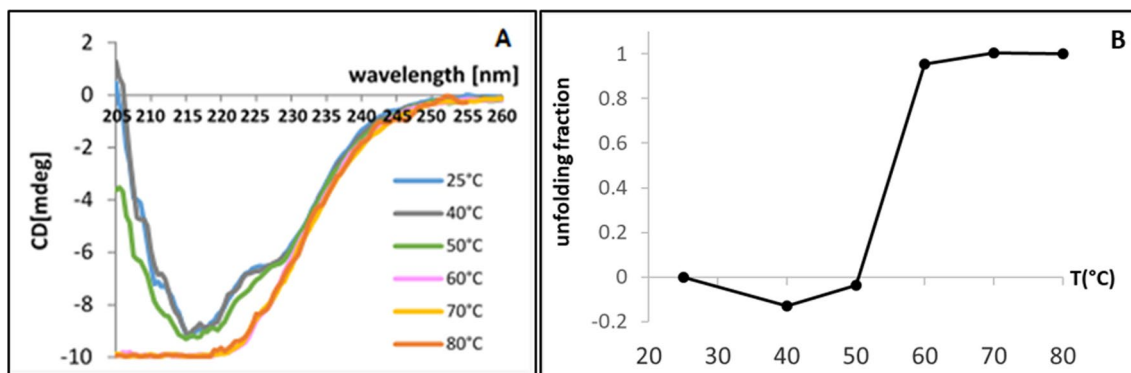 A
2
wavelength [nm]
0
205 210 215 220 225 230 235 240 245 250 255 260
-2
-4
-6
-8
-10
CD[mdeg]
25°C
40°C
50°C
60°C
70°C
80°C
B
1
0.8
0.6
0.4
0.2
0
-0.2
unfolding fraction
T(°C)
20 30 40 50 60 70 80